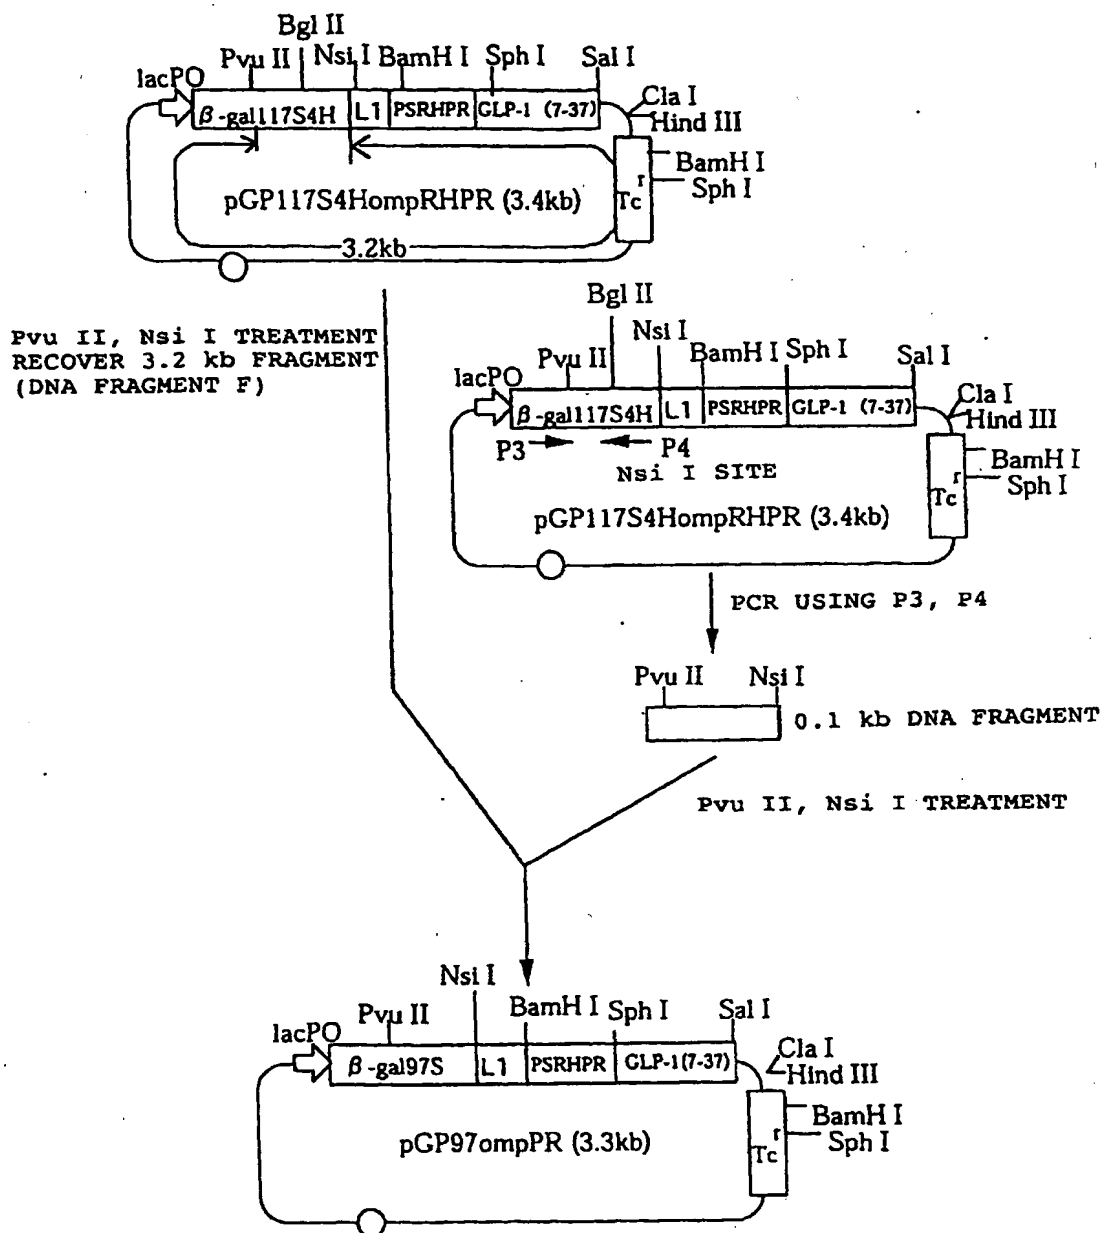 Bgl II
Pvu II
Nsi I
BamH I
Sph I
Sal I
lacPO
Cla I
Hind III
β-gal117S4H
L1
PSRHPR
GLP-1 (7-37)
BamH I
Sph I
Tc r
pGP117S4HompRHPR (3.4kb)
3.2kb
Pvu II, Nsi I TREATMENT
RECOVER 3.2 kb FRAGMENT
(DNA FRAGMENT F)
Bgl II
Nsi I
Pvu II
BamH I
Sph I
Sal I
lacPO
Cla I
Hind III
β-gal117S4H
L1
PSRHPR
GLP-1 (7-37)
P3
P4
Nsi I SITE
BamH I
Sph I
Tc r
pGP117S4HompRHPR (3.4kb)
PCR USING P3, P4
Pvu II
Nsi I
0.1 kb DNA FRAGMENT
Pvu II, Nsi I TREATMENT
Nsi I
Pvu II
BamH I
Sph I
Sal I
lacPO
Cla I
Hind III
β-gal97S
L1
PSRHPR
GLP-1(7-37)
BamH I
Sph I
Tc r
pGP97ompPR (3.3kb)